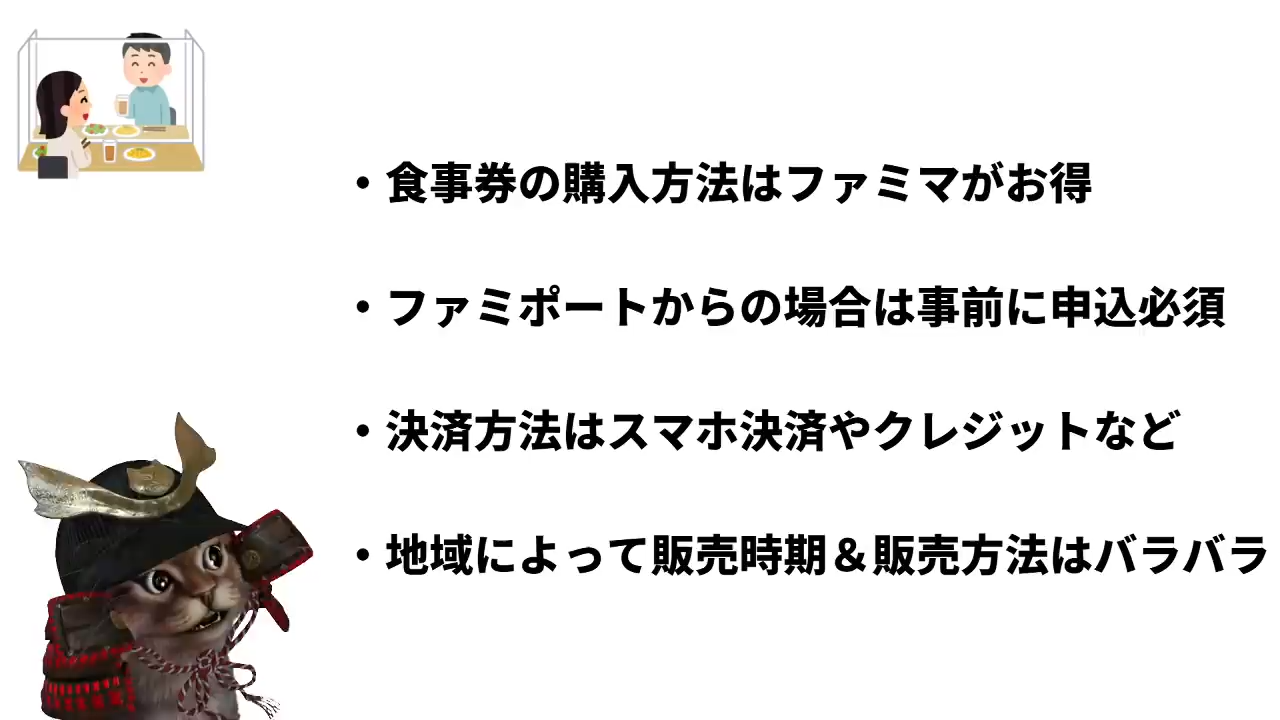 ・食事券の購入方法はファミマがお得
・ファミポートからの場合は事前に申込必須
・決済方法はスマホ決済やクレジットなど
・地域によって販売時期＆販売方法はバラバラ